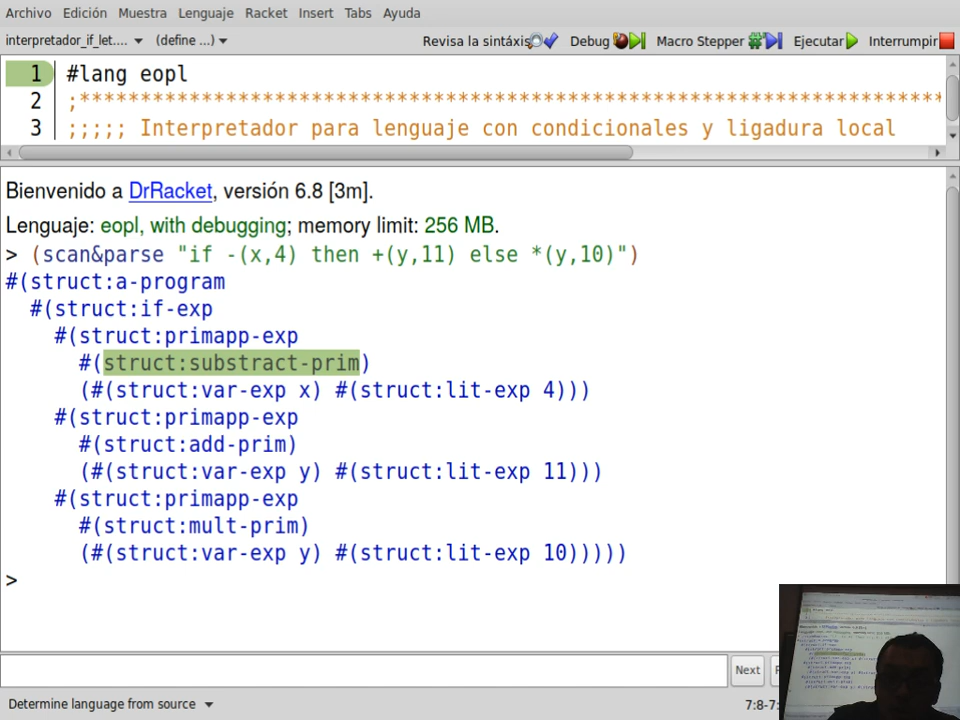 Archivo Edición Muestra Lenguaje Racket Insert Tabs Ayuda
interpretador_if_let.... (define ...) Revisa la sintáxis Debug Macro Stepper Ejecutar Interrumpir
1 #lang eopl
2 ;***********************************************************************
3 ;;;;; Interpretador para lenguaje con condicionales y ligadura local
Bienvenido a DrRacket, versión 6.8 [3m].
Lenguaje: eopl, with debugging; memory limit: 256 MB.
> (scan&parse "if -(x,4) then +(y,11) else *(y,10)")
#(struct:a-program
#(struct:if-exp
#(struct:primapp-exp
#(struct:substract-prim)
(#(struct:var-exp x) #(struct:lit-exp 4)))
#(struct:primapp-exp
#(struct:add-prim)
(#(struct:var-exp y) #(struct:lit-exp 11)))
#(struct:primapp-exp
#(struct:mult-prim)
(#(struct:var-exp y) #(struct:lit-exp 10)))))
>
Next
Determine language from source 7:8-7: